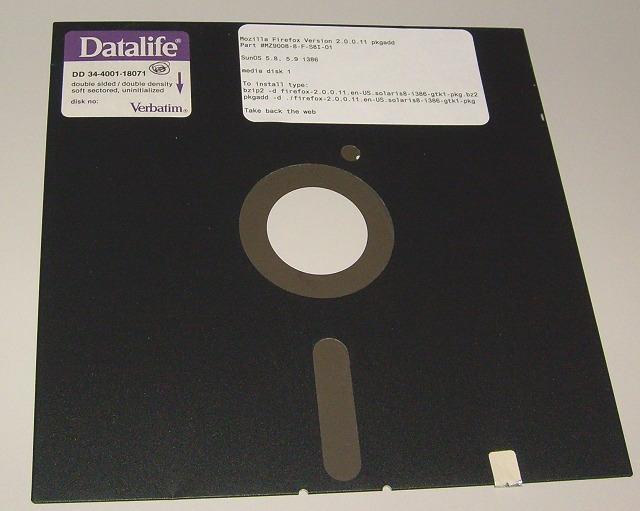 Datalife®
DD 34-4001-18071
double sided / double density
soft sectored, uninitialized
disk no:
Verbatim®
Mozilla Firefox Version 2.0.0.11 pkgadd
Part #MZ9008-8-F-S8I-01
SunOS 5.8, 5.9 i386
media disk 1
To install type:
bzip2 -d firefox-2.0.0.11.en-US.solaris8-i386-gtk1-pkg.bz2
pkgadd -d ./firefox-2.0.0.11.en-US.solaris8-i386-gtk1-pkg
Take back the web